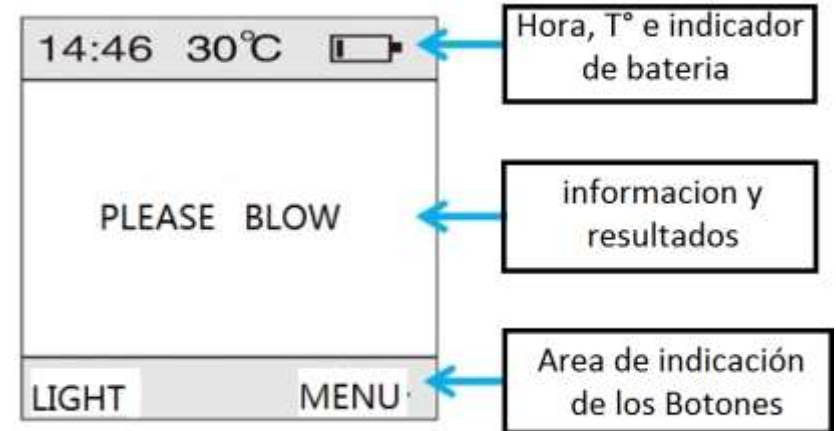 14:46 30°C
Hora, T° e indicador
de bateria
PLEASE BLOW
informacion y
resultados
LIGHT MENU
Area de indicación
de los Botones